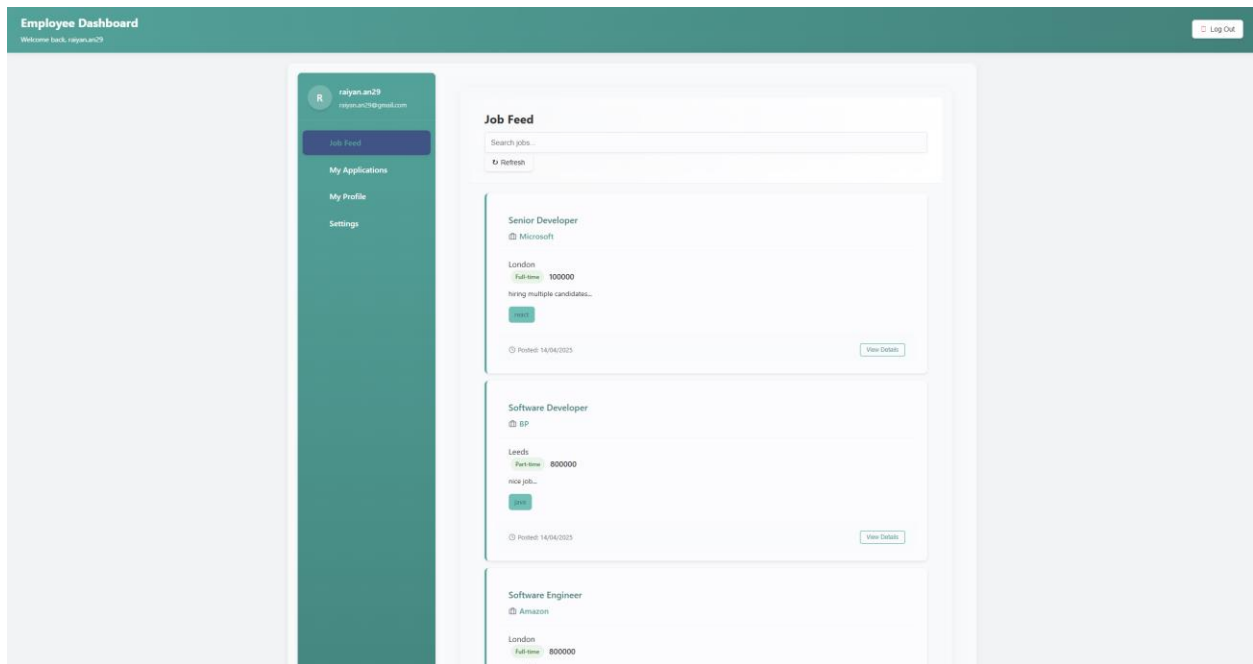 Employee Dashboard
Welcome back, raiyan.an29
Log Out
R
raiyan.an29
raiyan.an29@gmail.com
Job Feed
My Applications
My Profile
Settings
Job Feed
Search jobs...
↻ Refresh
Senior Developer
Microsoft
London
Full-time 100000
hiring multiple candidates...
Posted: 14/04/2025
View Details
Software Developer
BP
Leeds
Part-time 800000
nice job...
Posted: 14/04/2025
View Details
Software Engineer
Amazon
London
Full-time 800000